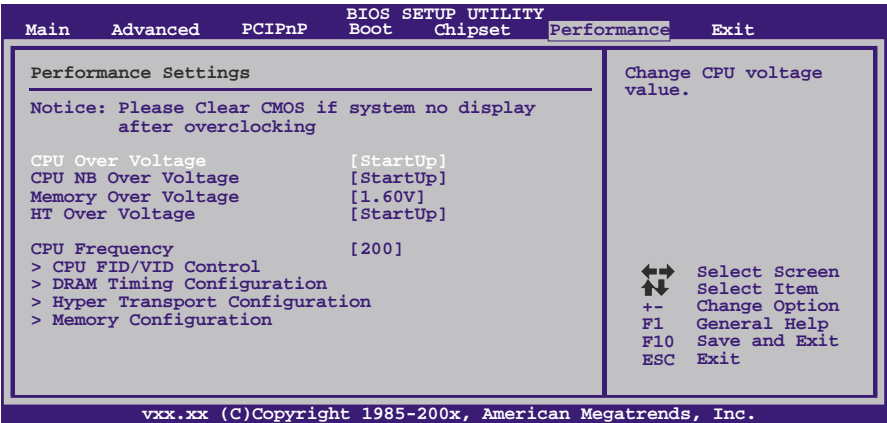 BIOS SETUP UTILITY
Main Advanced PCIPnP Boot Chipset Performance Exit
Performance Settings
Notice: Please Clear CMOS if system no display
after overclocking
CPU Over Voltage [StartUp]
CPU NB Over Voltage [StartUp]
Memory Over Voltage [1.60V]
HT Over Voltage [StartUp]
CPU Frequency [200]
> CPU FID/VID Control
> DRAM Timing Configuration
> Hyper Transport Configuration
> Memory Configuration
Change CPU voltage
value.
Select Screen
Select Item
+- Change Option
F1 General Help
F10 Save and Exit
ESC Exit
vxx.xx (C)Copyright 1985-200x, American Megatrends, Inc.